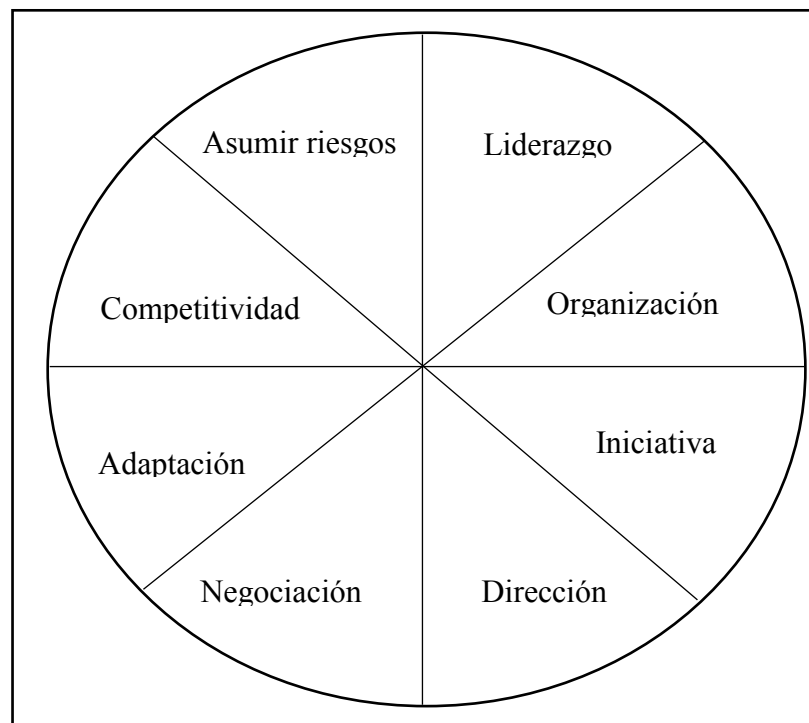 Asumir riesgos
Liderazgo
Competitividad
Organización
Adaptación
Iniciativa
Negociación
Dirección